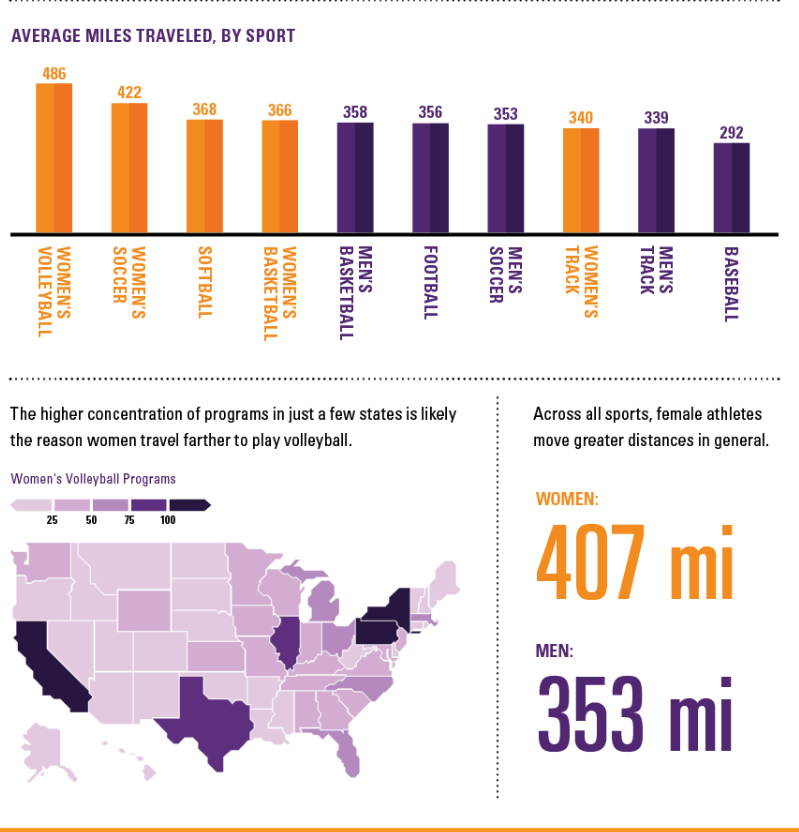 AVERAGE MILES TRAVELED, BY SPORT
486
422
368
366
358
356
353
340
339
292
WOMEN'S
VOLLEYBALL
WOMEN'S
SOCCER
SOFTBALL
WOMEN'S
BASKETBALL
MEN'S
BASKETBALL
FOOTBALL
MEN'S
SOCCER
WOMEN'S
TRACK
MEN'S
TRACK
BASEBALL
The higher concentration of programs in just a few states is likely
the reason women travel farther to play volleyball.
Women's Volleyball Programs
25 50 75 100
Across all sports, female athletes
move greater distances in general.
WOMEN:
407 mi
MEN:
353 mi